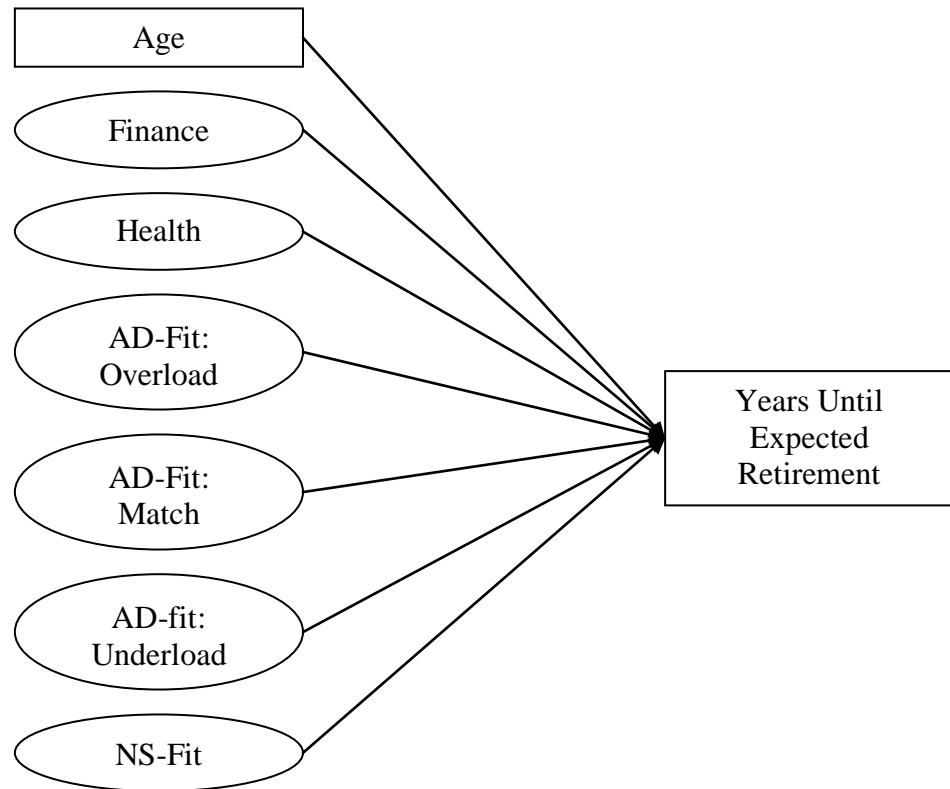 Age
Finance
Health
AD-Fit:
Overload
AD-Fit:
Match
AD-fit:
Underload
NS-Fit
Years Until
Expected
Retirement